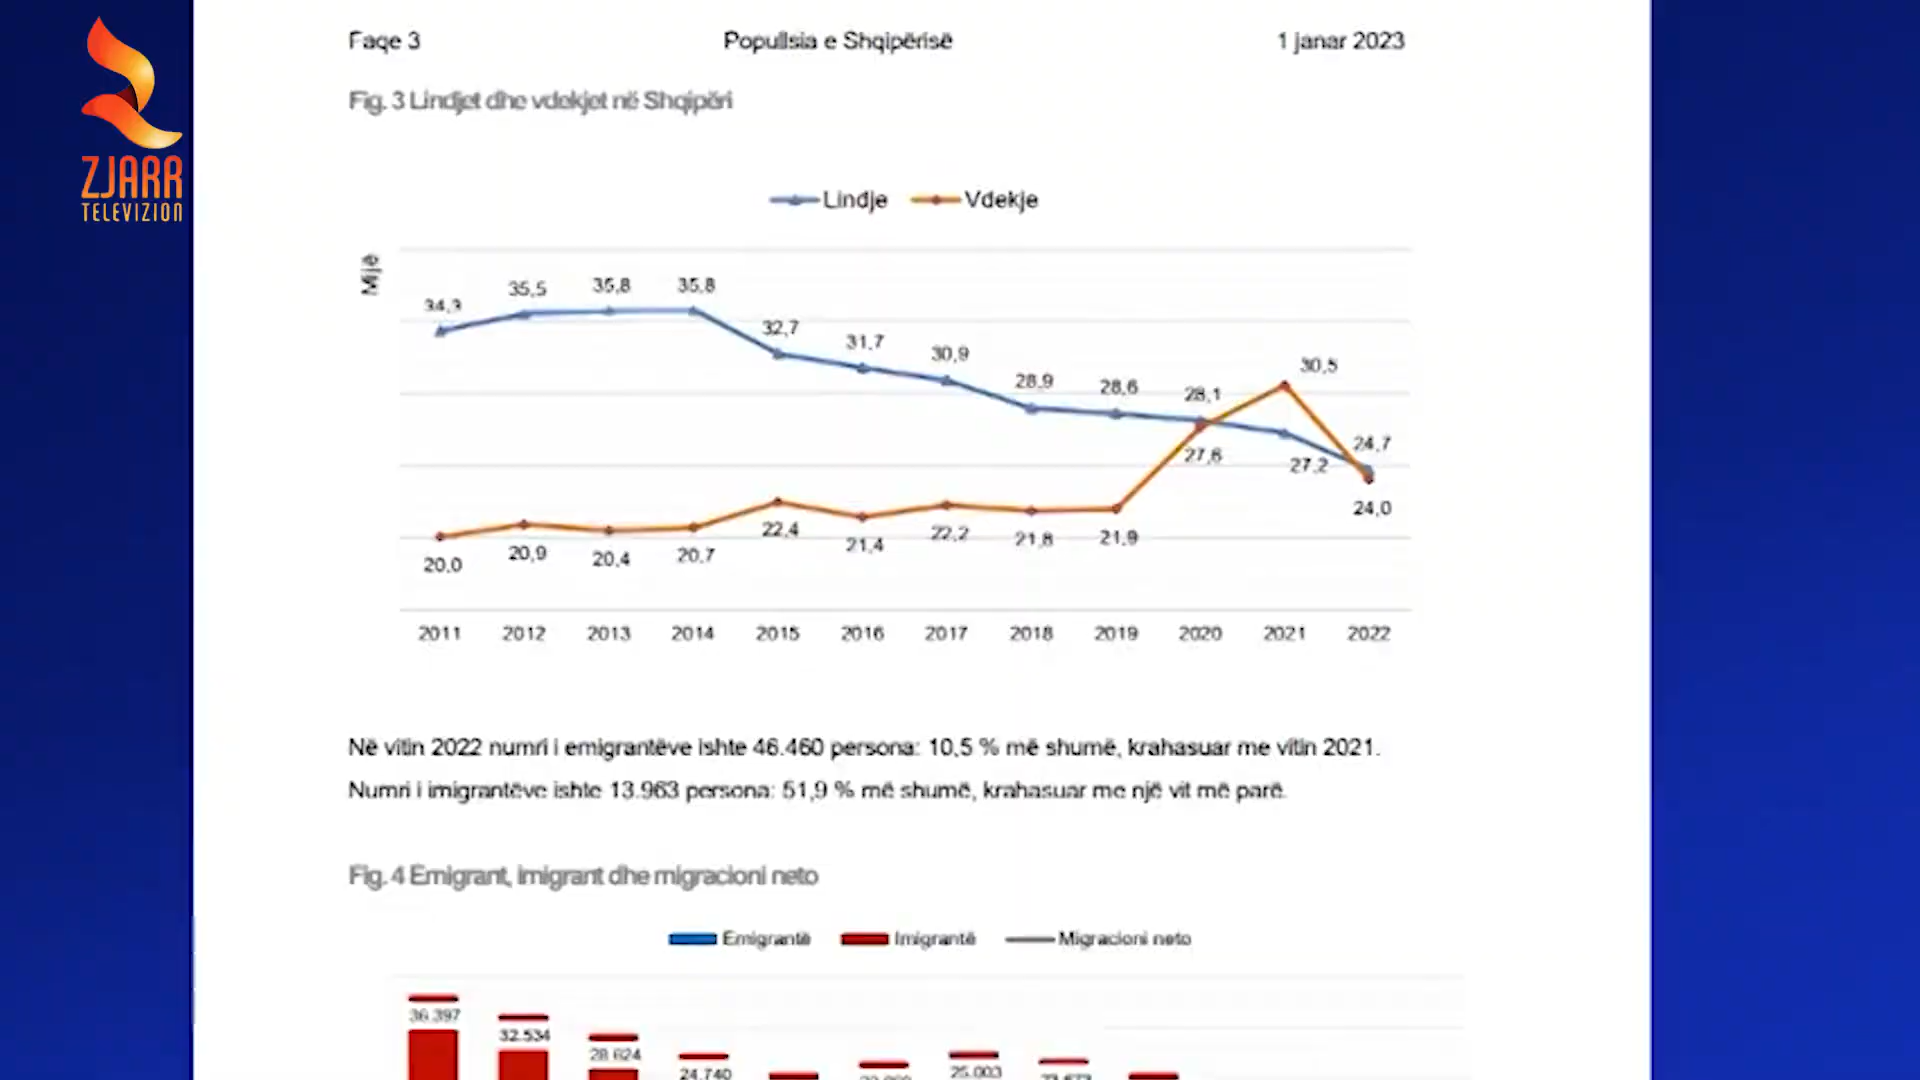 ZJARR
TELEVIZION
Faqe 3 Popullsia e Shqipërisë 1 janar 2023
Fig. 3 Lindjet dhe vdekjet në Shqipëri
Lindje Vdekje
Mijë
34,3 35,5 35,8 35,8 32,7 31,7 30,9 28,9 28,6 28,1 27,2 24,7
20,0 20,9 20,4 20,7 22,4 21,4 22,2 21,8 21,9 27,6 30,5 24,0
2011 2012 2013 2014 2015 2016 2017 2018 2019 2020 2021 2022
Në vitin 2022 numri i emigrantëve ishte 46.460 persona: 10,5 % më shumë, krahasuar me vitin 2021.
Numri i imigrantëve ishte 13.963 persona: 51,9 % më shumë, krahasuar me një vit më parë.
Fig. 4 Emigrant, imigrant dhe migracioni neto
Emigrantë Imigrantë Migracioni neto
36.397 32.534 28.624 24.740 25.003